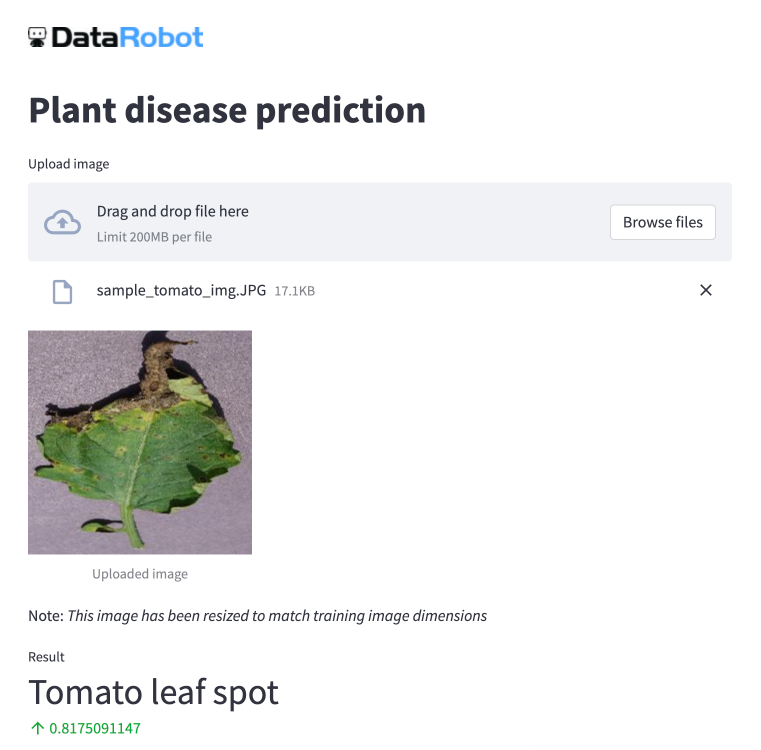 DataRobot
Plant disease prediction
Upload image
Drag and drop file here
Limit 200MB per file
Browse files
sample_tomato_img.JPG 17.1KB
Uploaded image
Note: This image has been resized to match training image dimensions
Result
Tomato leaf spot
↑ 0.8175091147